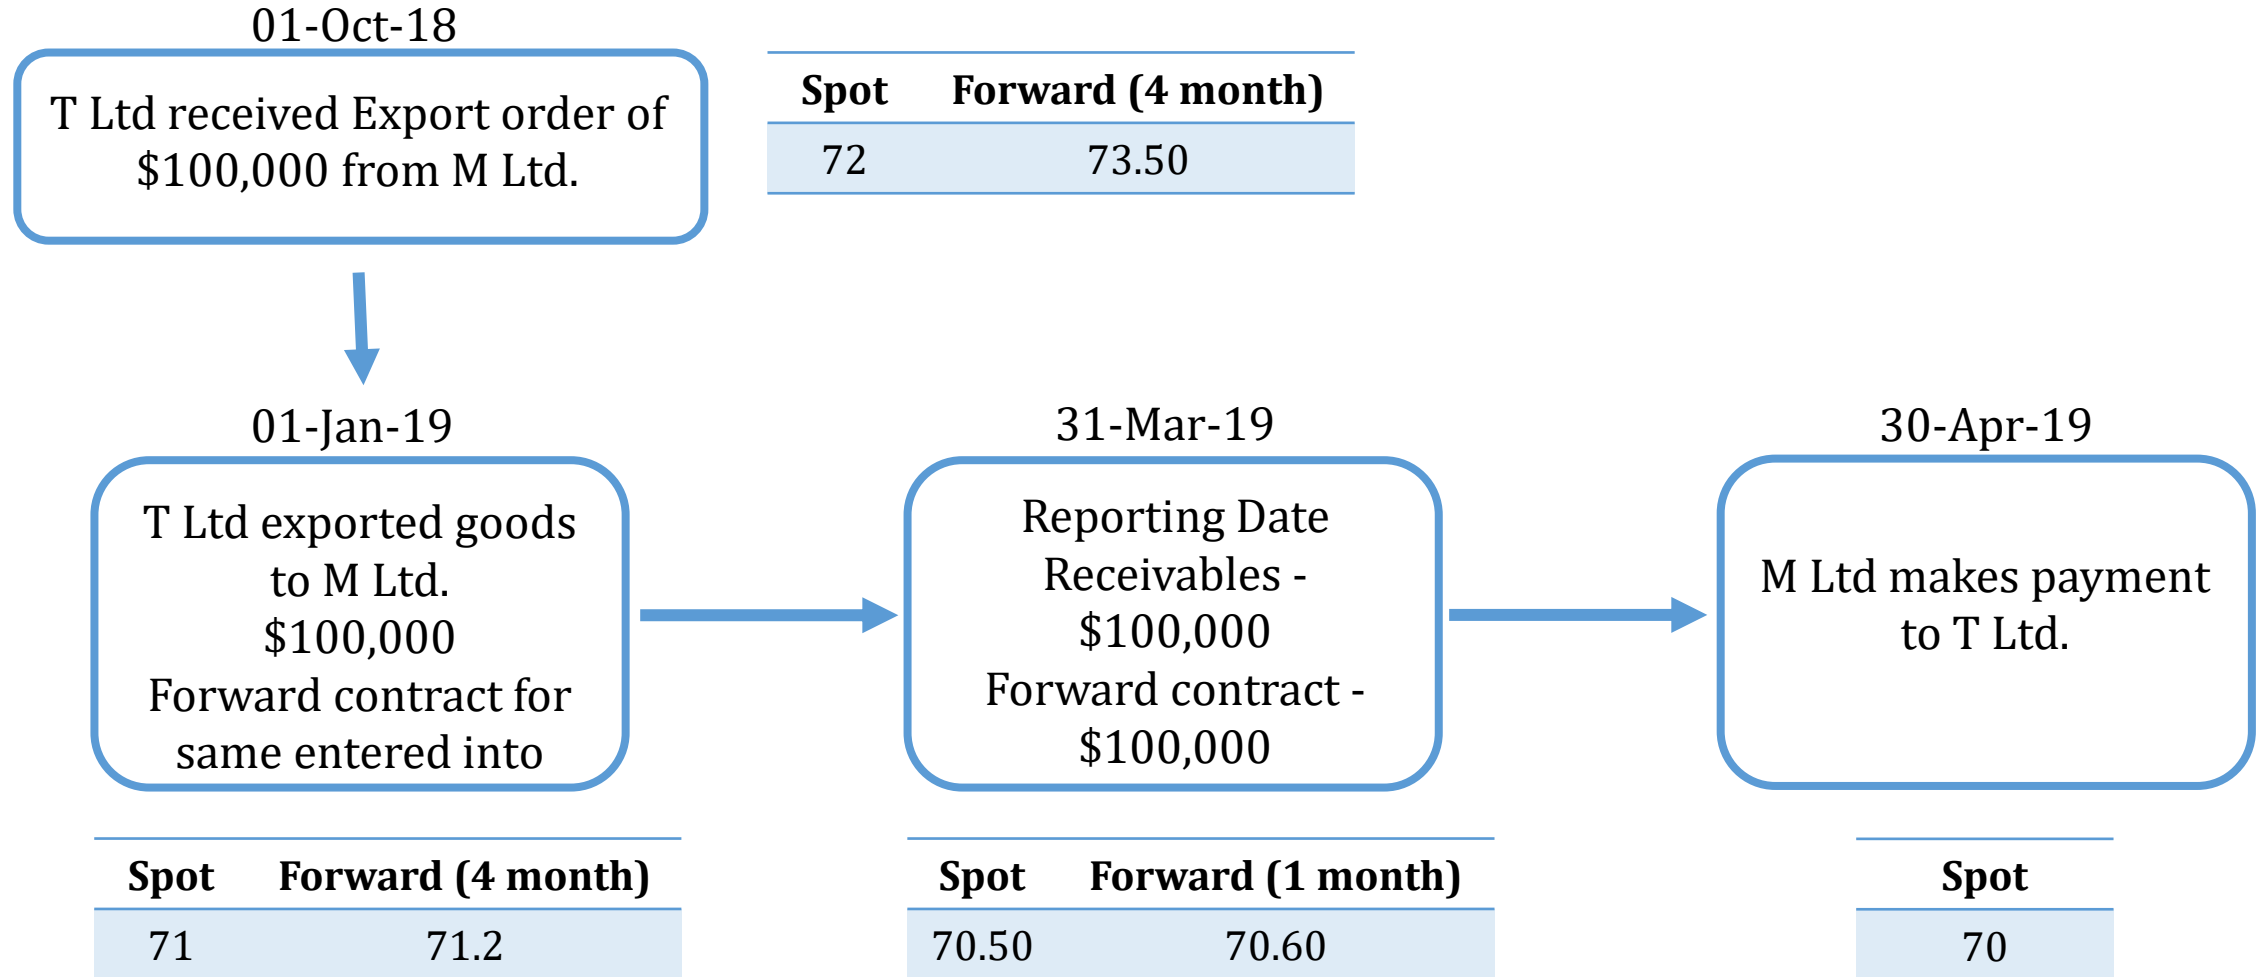 01-Oct-18
T Ltd received Export order of
$100,000 from M Ltd.
Spot Forward (4 month)
72 73.50
01-Jan-19
T Ltd exported goods
to M Ltd.
$100,000
Forward contract for
same entered into
Spot Forward (4 month)
71 71.2
31-Mar-19
Reporting Date
Receivables -
$100,000
Forward contract -
$100,000
Spot Forward (1 month)
70.50 70.60
30-Apr-19
M Ltd makes payment
to T Ltd.
Spot
70